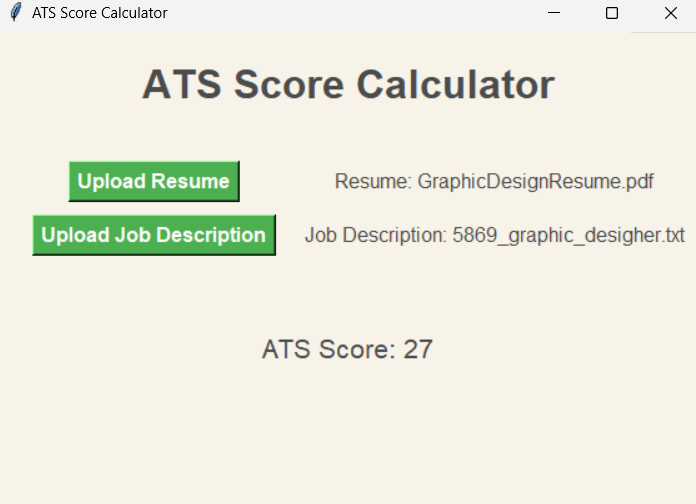 ATS Score Calculator
ATS Score Calculator
Upload Resume Resume: GraphicDesignResume.pdf
Upload Job Description Job Description: 5869_graphic_desigher.txt
ATS Score: 27